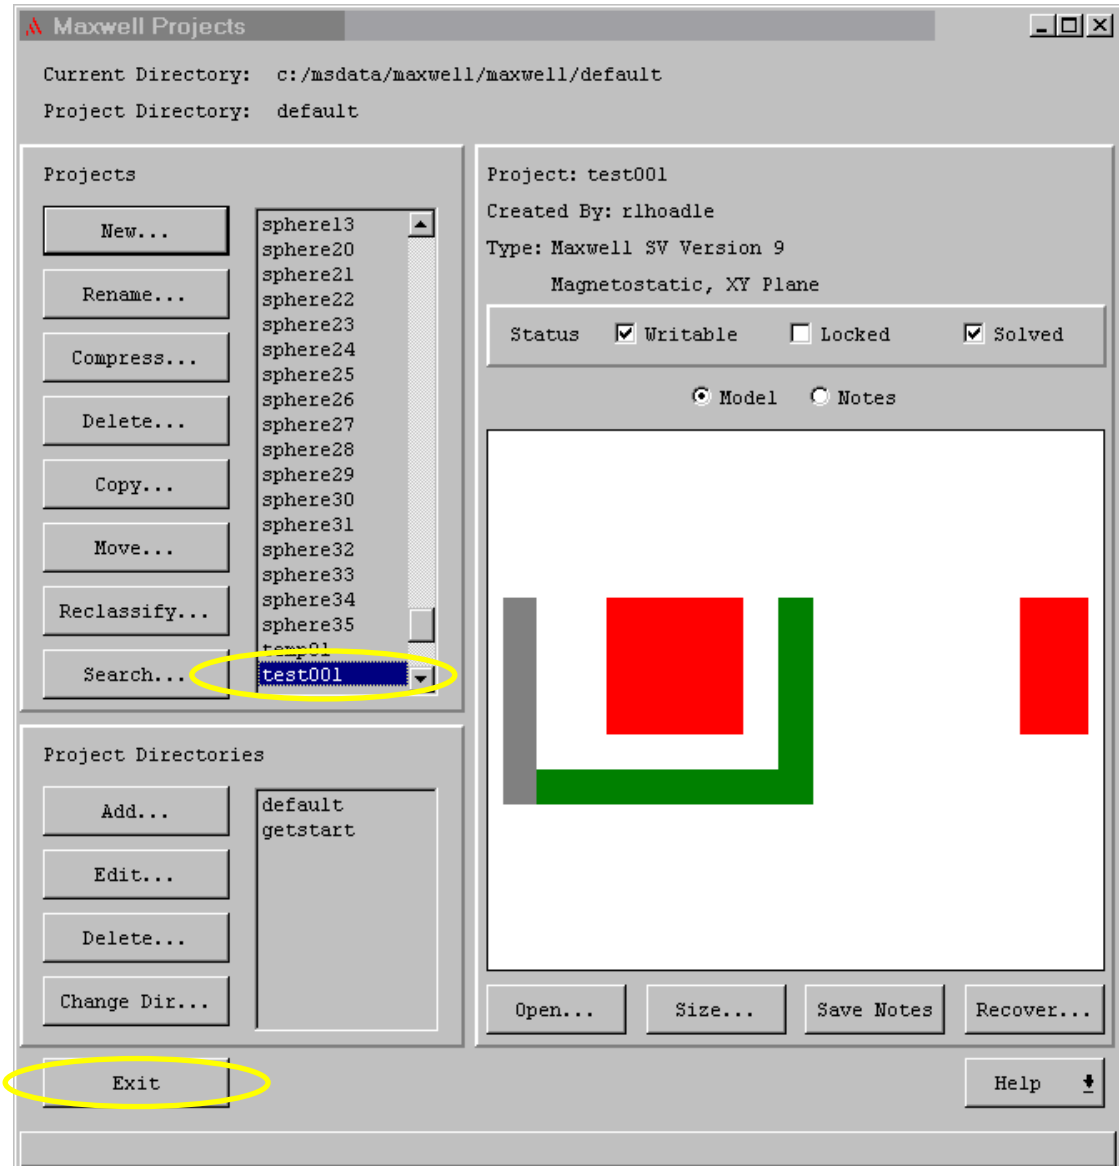 Maxwell Projects
Current Directory: c:/msdata/maxwell/maxwell/default
Project Directory: default
Projects
New...
Rename...
Compress...
Delete...
Copy...
Move...
Reclassify...
Search...
sphere13
sphere20
sphere21
sphere22
sphere23
sphere24
sphere25
sphere26
sphere27
sphere28
sphere29
sphere30
sphere31
sphere32
sphere33
sphere34
sphere35
temp01
test001
Project Directories
Add...
Edit...
Delete...
Change Dir...
default
getstart
Project: test001
Created By: rlhoadle
Type: Maxwell SV Version 9
Magnetostatic, XY Plane
Status Writable Locked Solved
Model Notes
Open... Size... Save Notes Recover...
Exit
Help